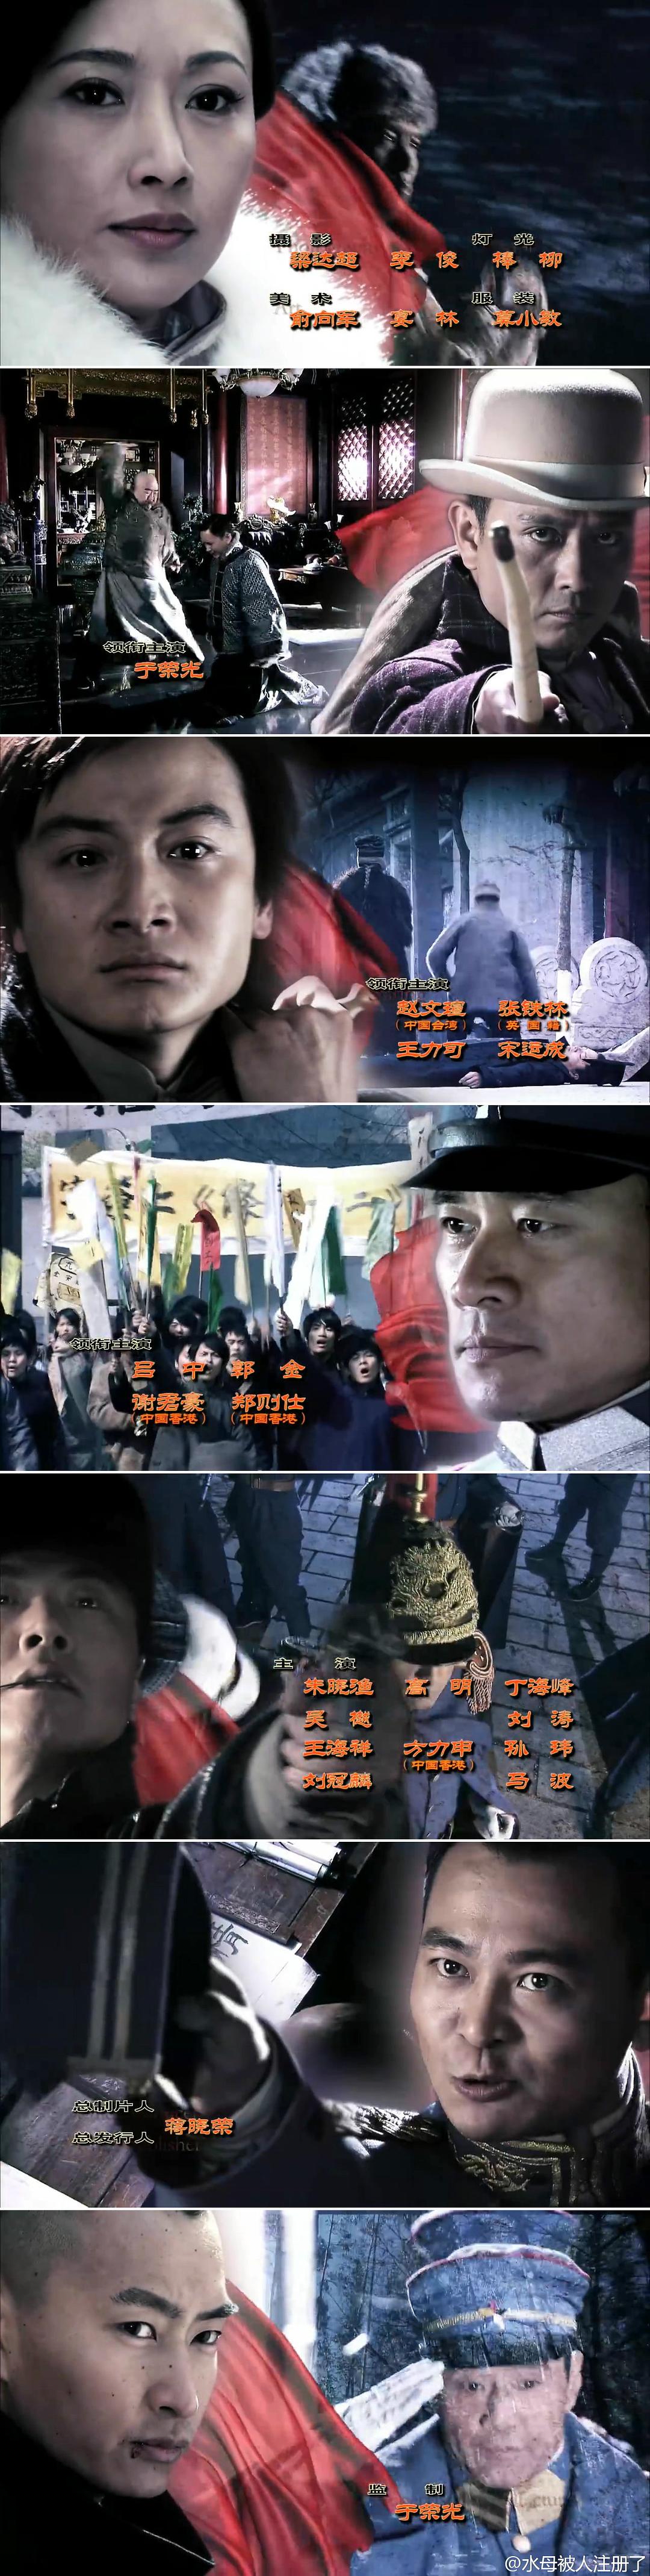 摄 影 灯 光
梁达超 李 俊 棒 柳
美 术 服 装
俞向军 宴 林 慕小敏
领衔主演
于荣光
领衔主演
赵文瑄 张铁林
(中国台湾) (英 国 籍)
王力可 宋运成
领衔主演
吕 中 郭 金
谢君豪 郑则仕
(中国香港) (中国香港)
主 演
朱晓渔 高 明 丁海峰
吴 樾 刘 涛
王海祥 方力申 孙 玮
(中国香港)
刘冠麟 马 波
总制片人
蒋晓荣
总发行人
监 制
于荣光
@水母被人注册了